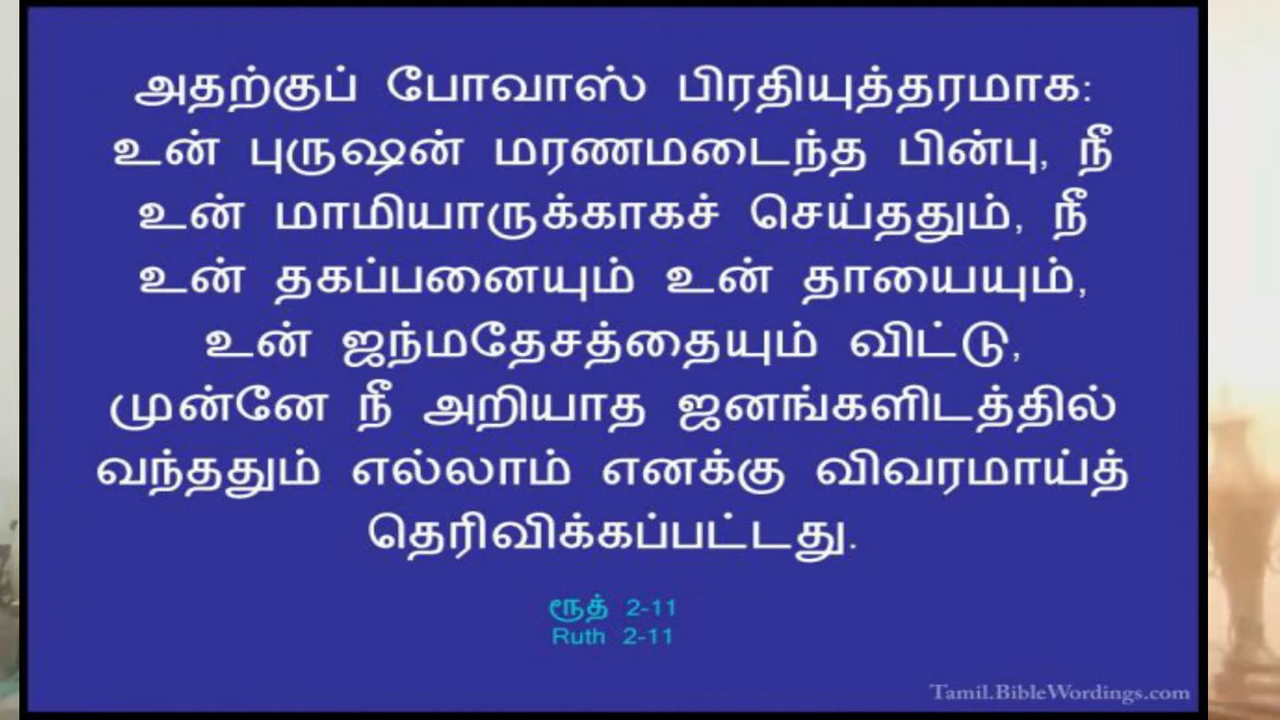 அதற்குப் போவாஸ் பிரதியுத்தரமாக:
உன் புருஷன் மரணமடைந்த பின்பு, நீ
உன் மாமியாருக்காகச் செய்ததும், நீ
உன் தகப்பனையும் உன் தாயையும்,
உன் ஜந்மதேசத்தையும் விட்டு,
முன்னே நீ அறியாத ஜனங்களிடத்தில்
வந்ததும் எல்லாம் எனக்கு விவரமாய்த்
தெரிவிக்கப்பட்டது.
ரூத் 2-11
Ruth 2-11
Tamil.BibleWordings.com